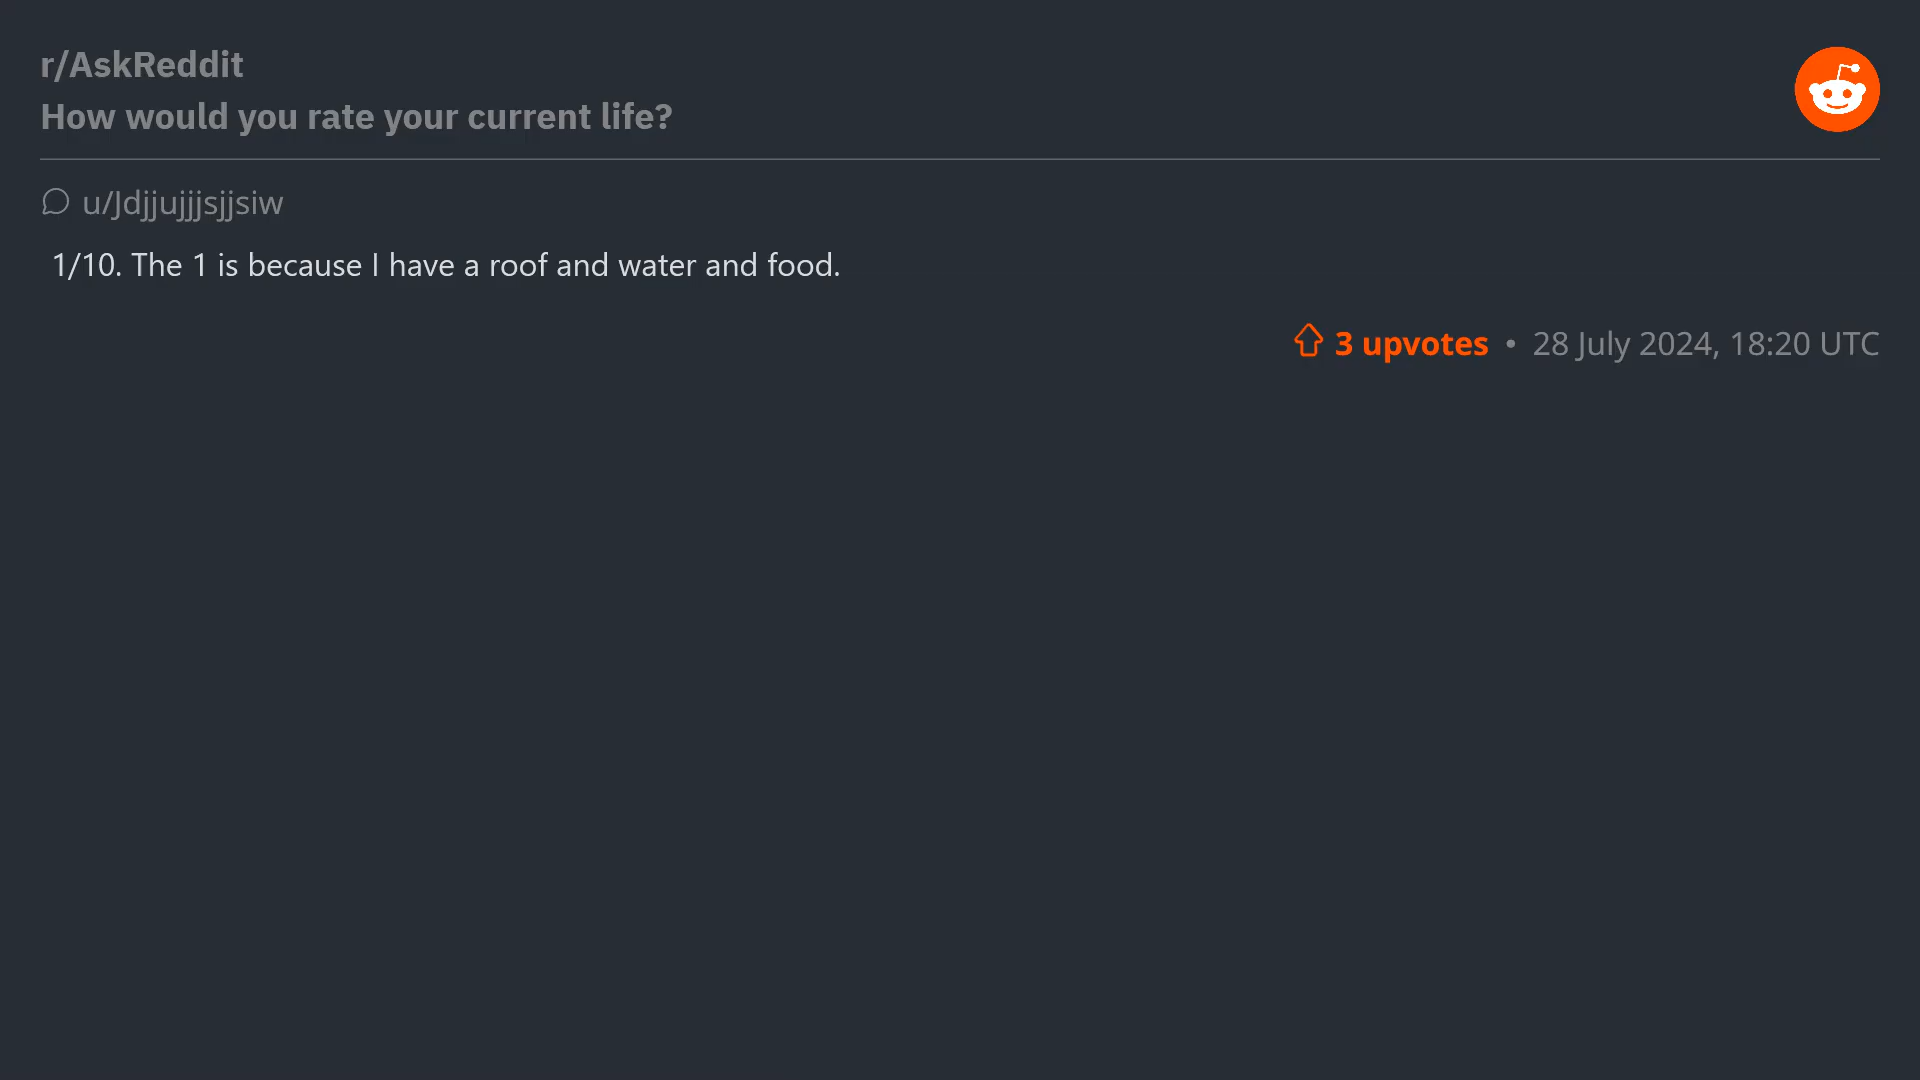 r/AskReddit
How would you rate your current life?
u/Jdjjujjjsjjsiw
1/10. The 1 is because I have a roof and water and food.
3 upvotes • 28 July 2024, 18:20 UTC